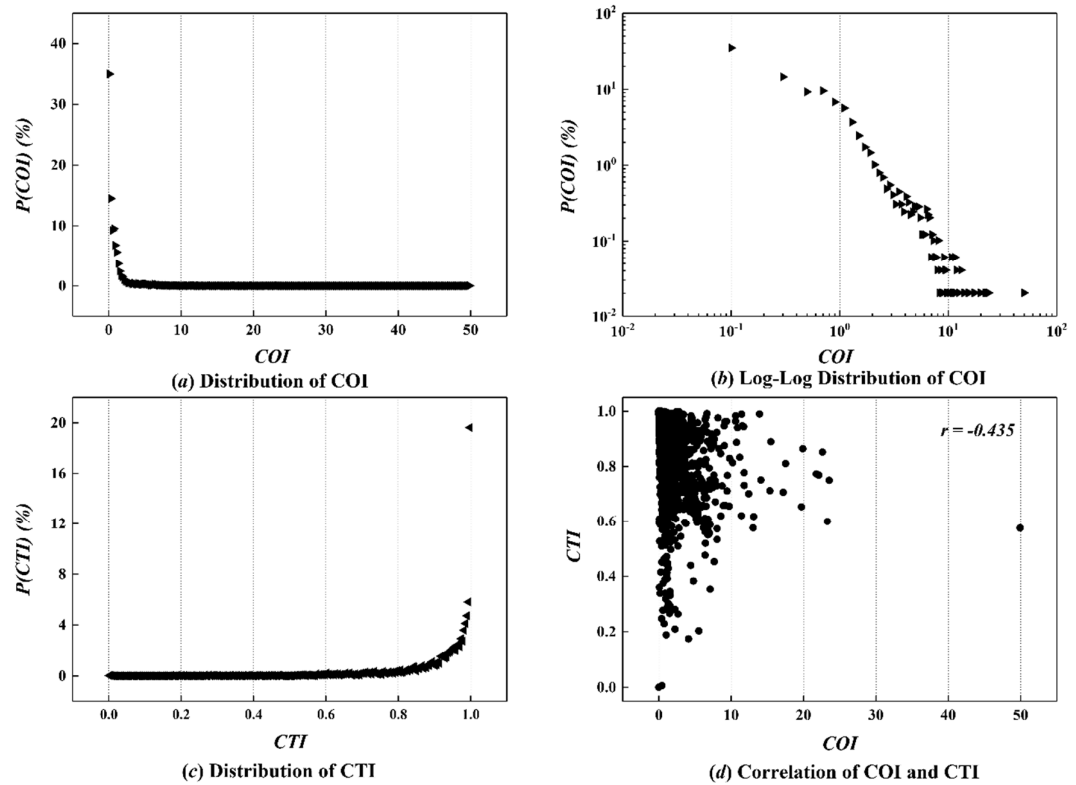 40
30
20
10
0
P(COI) (%)
0 10 20 30 40 50
COI
(a) Distribution of COI
10^2
10^1
10^0
10^-1
10^-2
P(COI) (%)
10^-2 10^-1 10^0 10^1 10^2
COI
(b) Log-Log Distribution of COI
20
16
12
8
4
0
P(CTI) (%)
0.0 0.2 0.4 0.6 0.8 1.0
CTI
(c) Distribution of CTI
1.0
0.8
0.6
0.4
0.2
0.0
CTI
r = -0.435
0 10 20 30 40 50
COI
(d) Correlation of COI and CTI